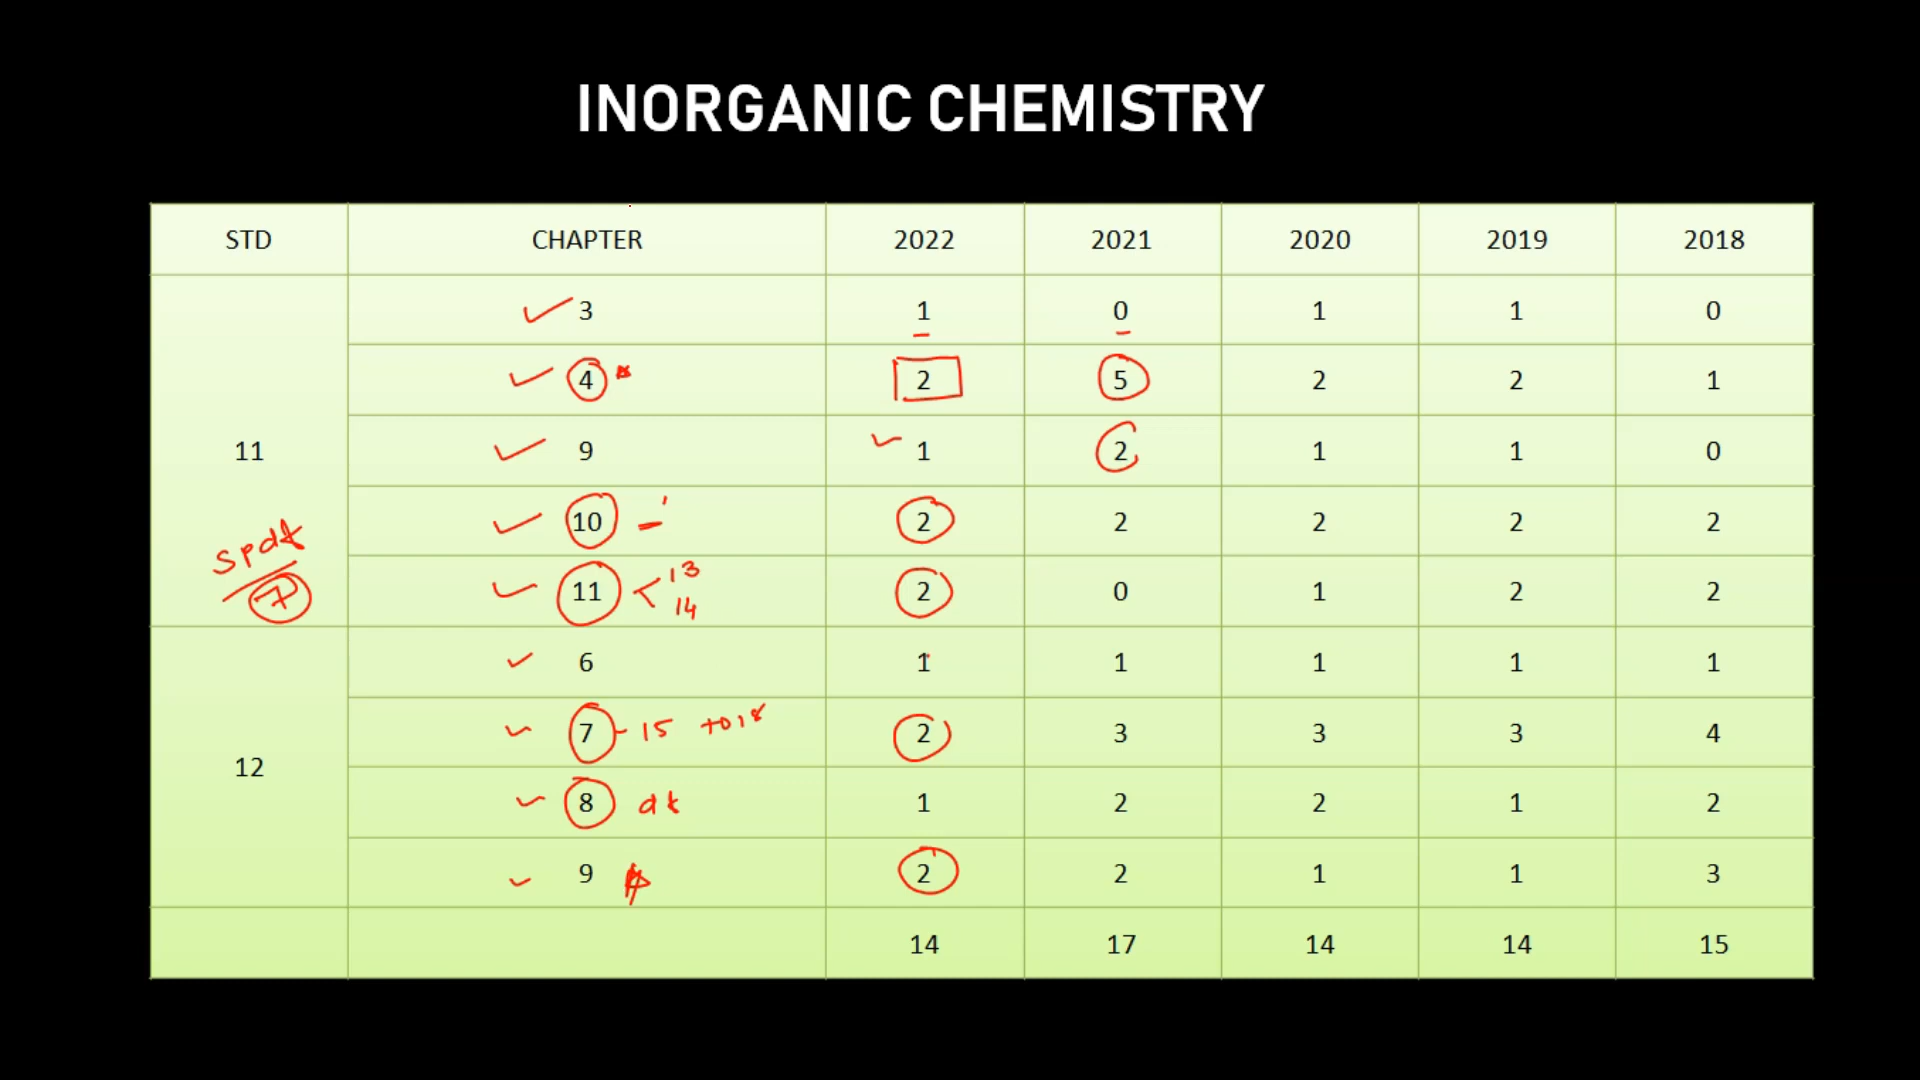 INORGANIC CHEMISTRY
STD CHAPTER 2022 2021 2020 2019 2018
3 1 0 1 1 0
4 2 5 2 2 1
11 9 1 2 1 1 0
10 2 2 2 2 2
spdf
7
11 13 2 0 1 2 2
14
6 1 1 1 1 1
7 - 15 to 18 2 3 3 3 4
12
8 df 1 2 2 1 2
9 2 2 1 1 3
14 17 14 14 15